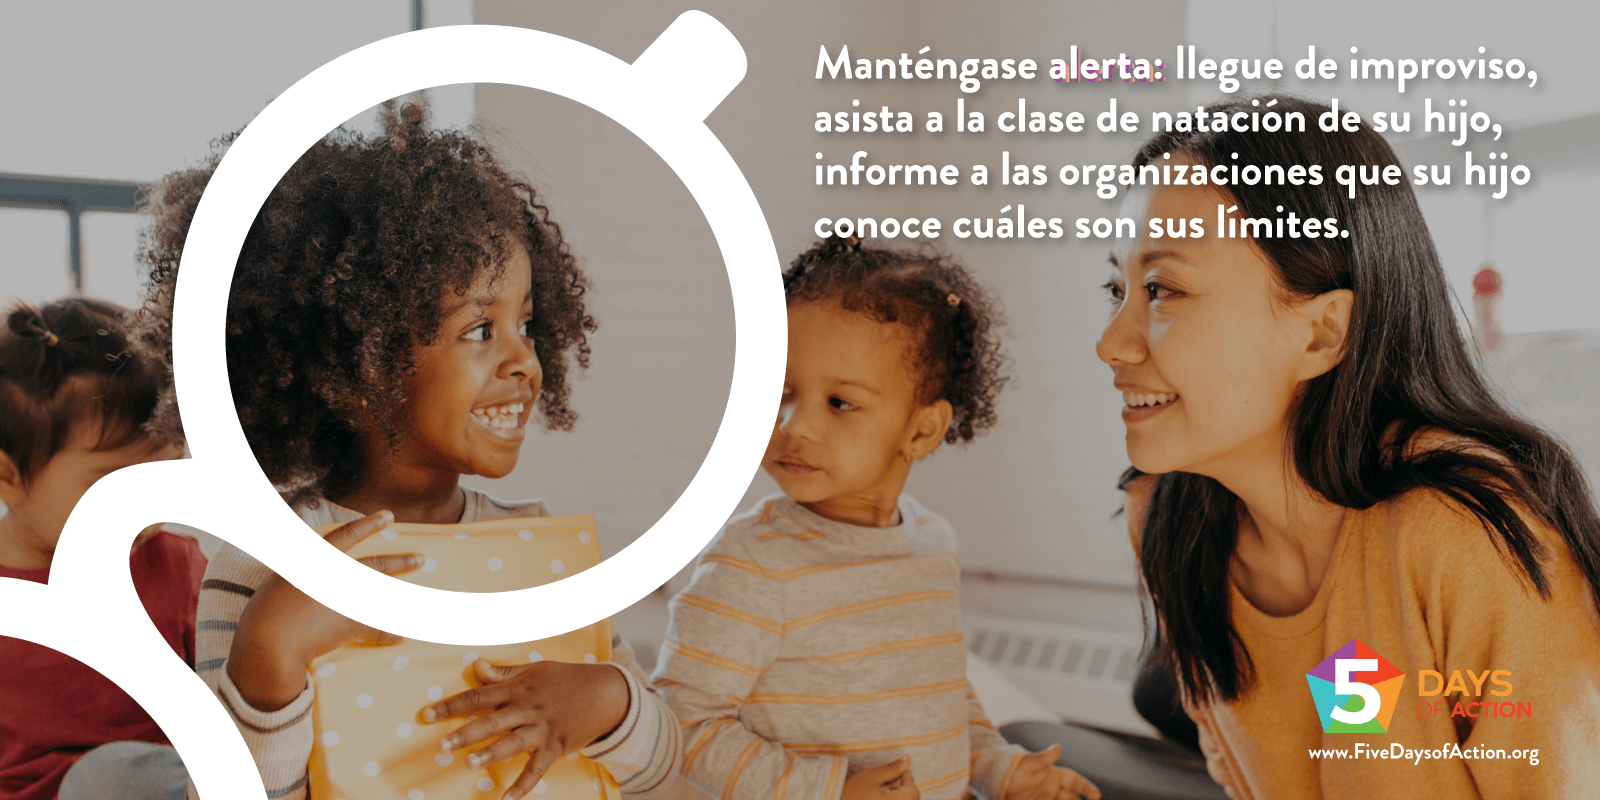 Manténgase alerta: llegue de improviso,
asista a la clase de natación de su hijo,
informe a las organizaciones que su hijo
conoce cuáles son sus límites.
5 DAYS
OF ACTION
www.FiveDaysofAction.org